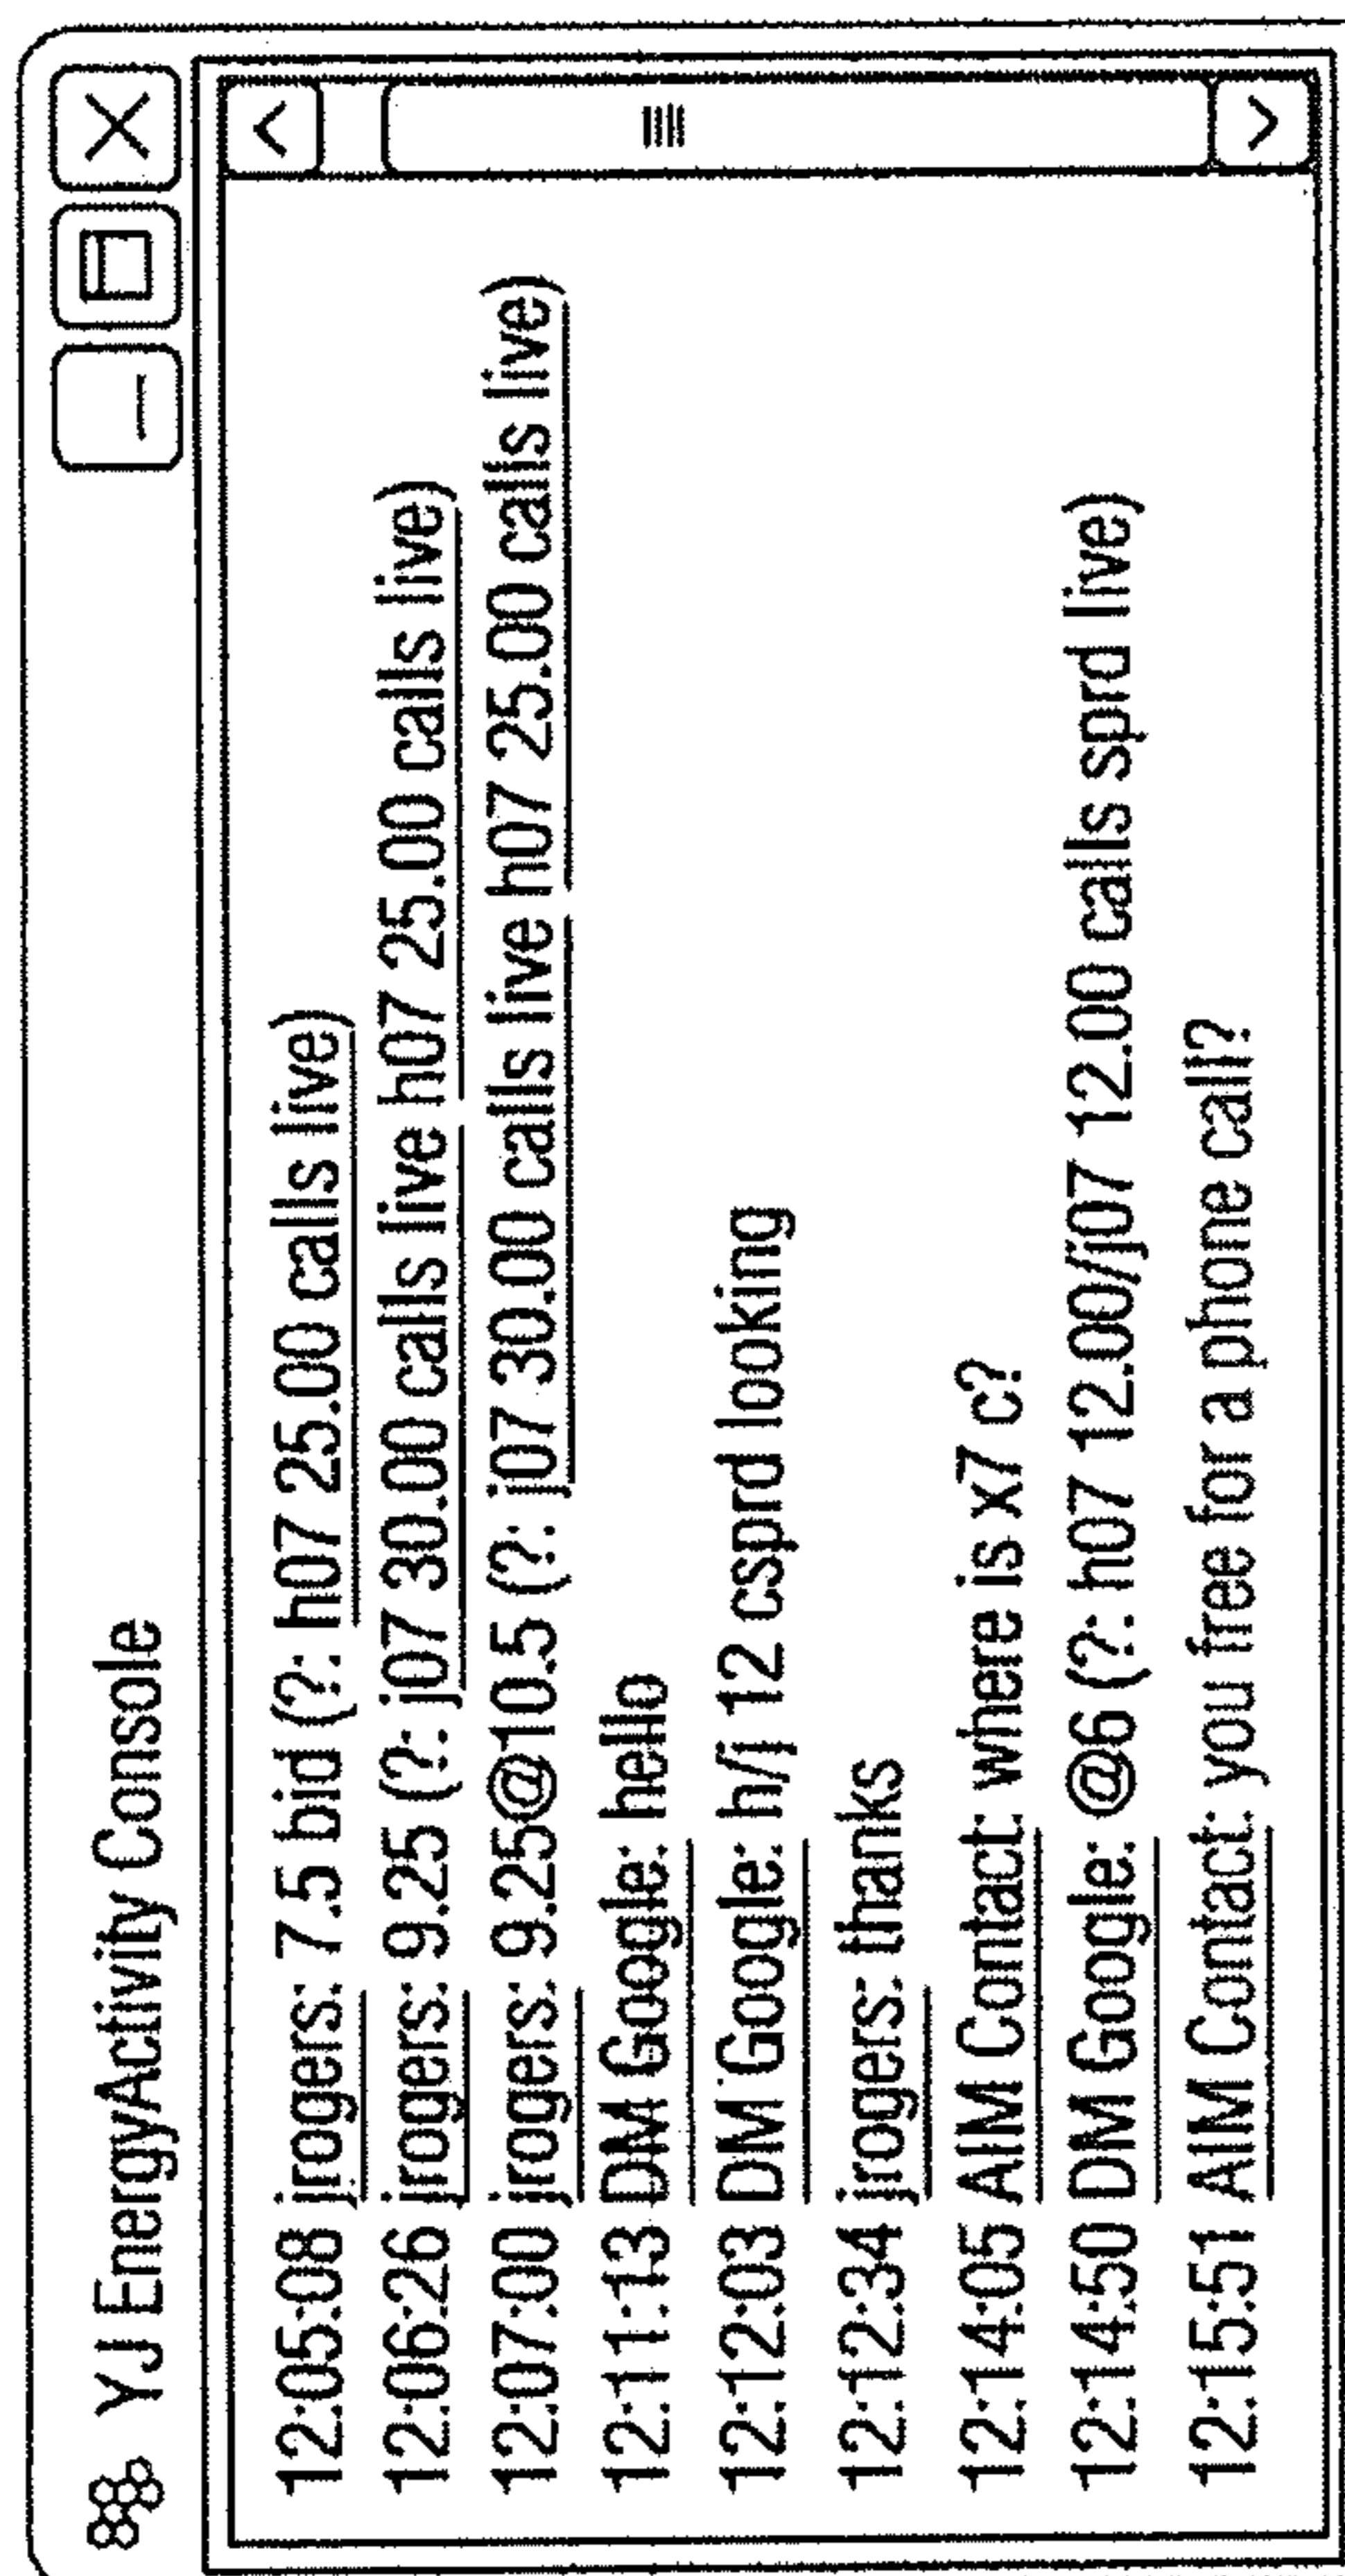 YJ EnergyActivity Console
12:05:08 jrogers: 7.5 bid (?: h07 25.00 calls live)
12:06:26 jrogers: 9.25 (?: j07 30.00 calls live h07 25.00 calls live)
12:07:00 jrogers: 9.25@10.5 (?: j07 30.00 calls live h07 25.00 calls live)
12:11:13 DM Google: hello
12:12:03 DM Google: h/j 12 csprd looking
12:12:34 jrogers: thanks
12:14:05 AIM Contact: where is x7 c?
12:14:50 DM Google: @6 (?: h07 12.00/j07 12.00 calls sprd live)
12:15:51 AIM Contact: you free for a phone call?